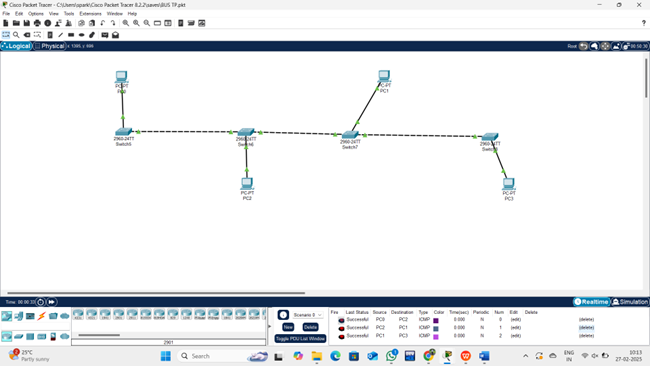 Cisco Packet Tracer - C:\Users\spark\Cisco Packet Tracer 8.2.2\saves\BUS TP.pkt
File Edit Options View Tools Extensions Window Help
Logical Physical x: 1085, y: 666 Root 00:50:30
PC-PT
PC0
PC-PT
PC1
2960-24TT
Switch5
2960-24TT
Switch6
2960-24TT
Switch7
2960-24TT
PC-PT
PC2
PC-PT
PC3
Time: 00:00:33 Realtime Simulation
Scenario 0
New Delete
Toggle PDU List Window
2901
Fire Last Status Source Destination Type Color Time(sec) Periodic Num Edit Delete
Successful PC0 PC2 ICMP 0.000 N 0 (edit) (delete)
Successful PC2 PC1 ICMP 0.000 N 1 (edit) (delete)
Successful PC1 PC3 ICMP 0.000 N 2 (edit) (delete)
25°C
Partly sunny
Search
ENG
IN
10:13
27-02-2025